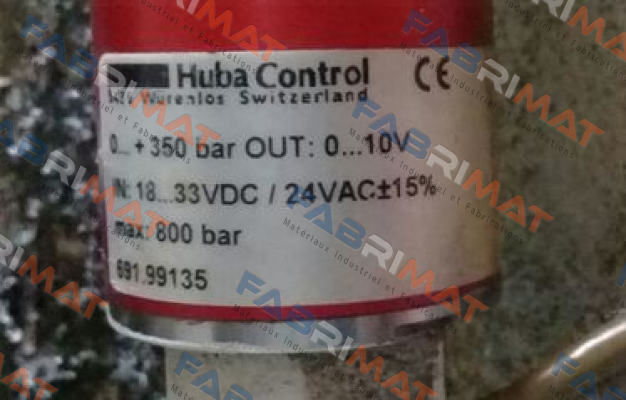 Huba Control CE
5436 Würenlos Switzerland
0...+350 bar OUT: 0...10V
IN: 18...33VDC / 24VAC±15%
max: 800 bar
691.99135
FABRIMAT
Materiaux Industriel et Fabrications